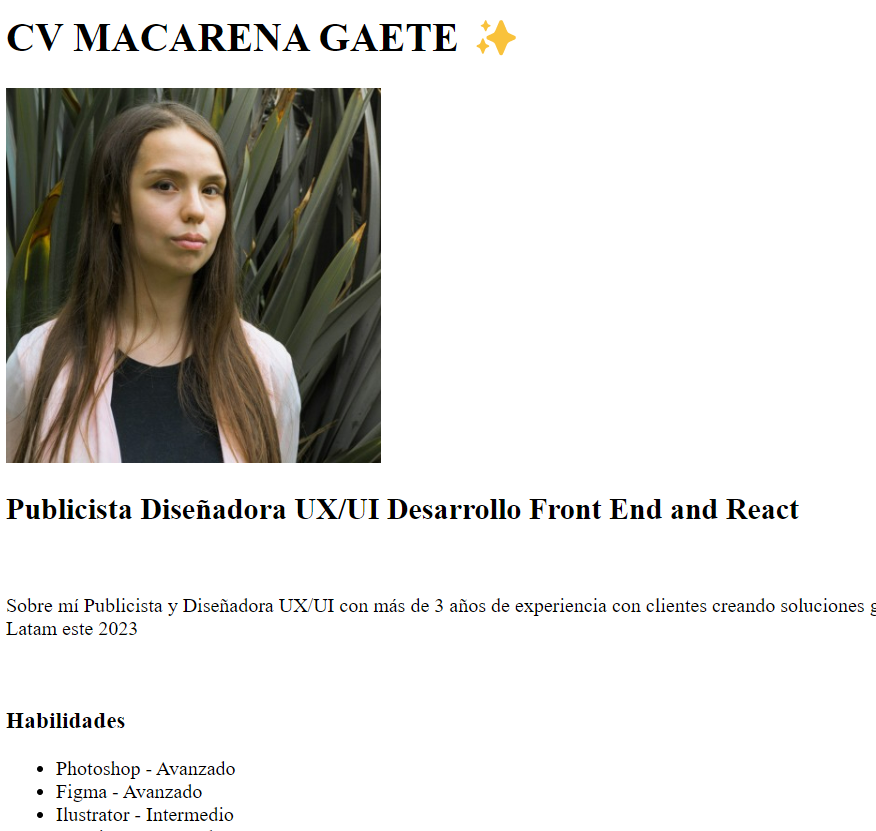 CV MACARENA GAETE ✨
Publicista Diseñadora UX/UI Desarrollo Front End and React
Sobre mí Publicista y Diseñadora UX/UI con más de 3 años de experiencia con clientes creando soluciones
Latam este 2023
Habilidades
• Photoshop - Avanzado
• Figma - Avanzado
• Ilustrator - Intermedio